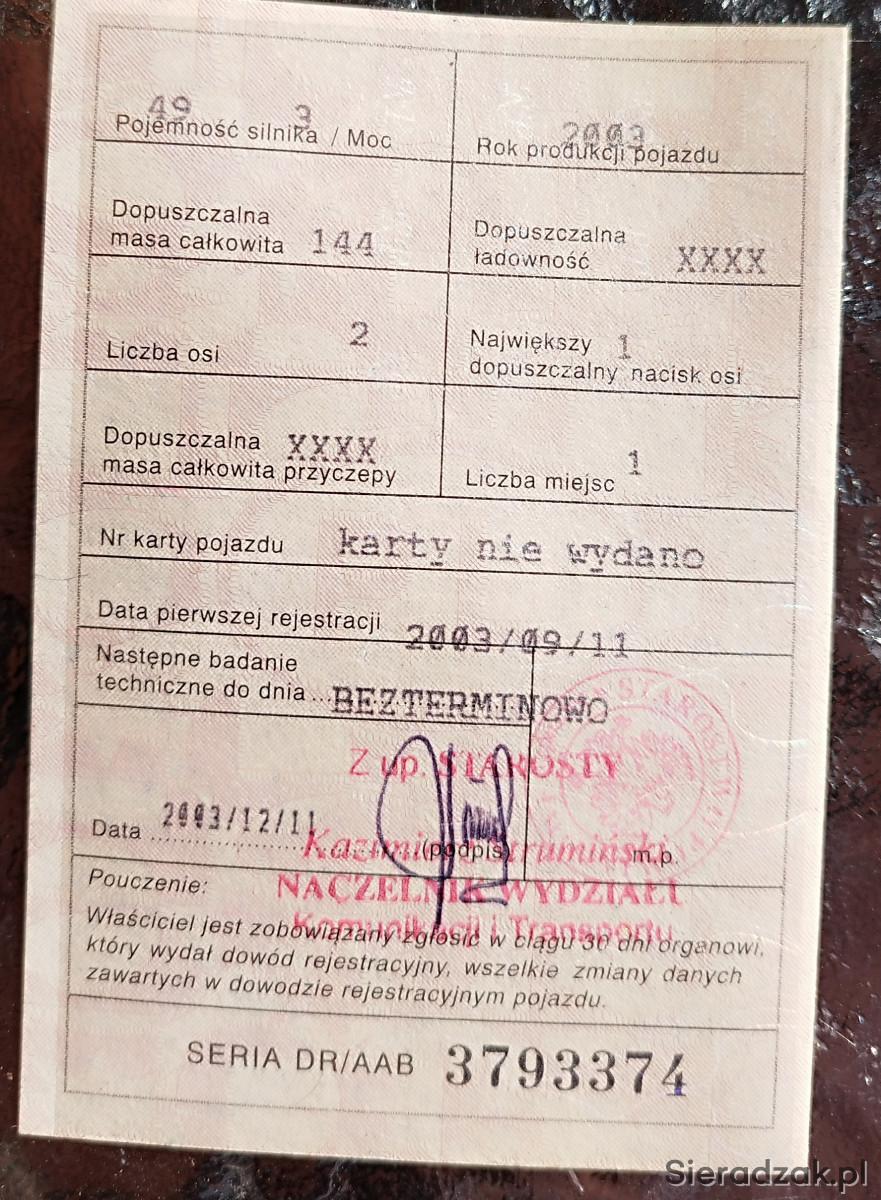 49 3
Pojemność silnika / Moc
2003
Rok produkcji pojazdu
Dopuszczalna
masa całkowita 144
Dopuszczalna
ładowność XXXX
2
Liczba osi
Największy 1
dopuszczalny nacisk osi
Dopuszczalna XXXX
masa całkowita przyczepy
1
Liczba miejsc
Nr karty pojazdu karty nie wydano
Data pierwszej rejestracji 2003/09/11
Następne badanie
techniczne do dnia ... BEZTERMINOWO
Z up. STAROSTY
Data 2003/12/11
(podpis)
m.p.
NACZELNIK WYDZIAŁU
Komunikacji i Transportu
Pouczenie:
Właściciel jest zobowiązany zgłosić w ciągu 30 dni organowi,
który wydał dowód rejestracyjny, wszelkie zmiany danych
zawartych w dowodzie rejestracyjnym pojazdu.
SERIA DR/AAB 3793374
Sieradzak.pl